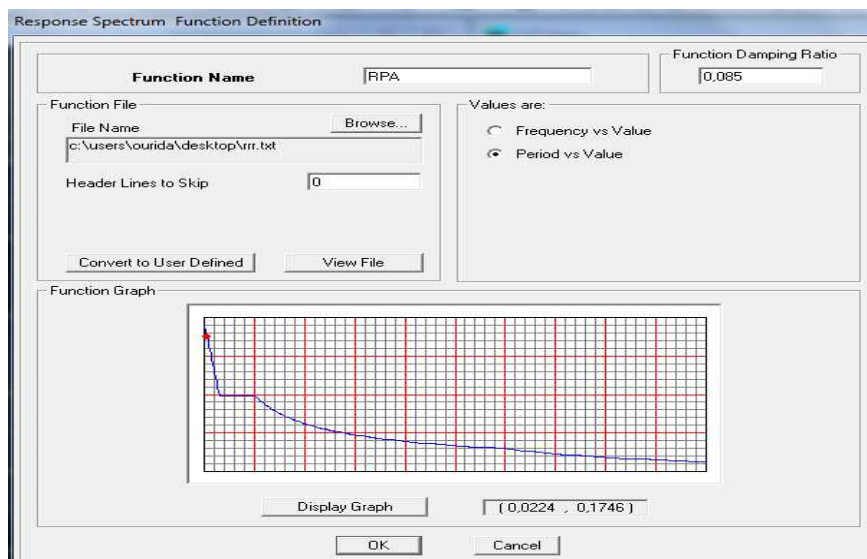 Response Spectrum Function Definition
Function Name
RPA
Function Damping Ratio
0,085
Function File
File Name
Browse...
c:\users\ourida\desktop\rrr.txt
Header Lines to Skip
0
Convert to User Defined
View File
Values are:
Frequency vs Value
Period vs Value
Function Graph
Display Graph
(0,0224 , 0,1746 )
OK
Cancel